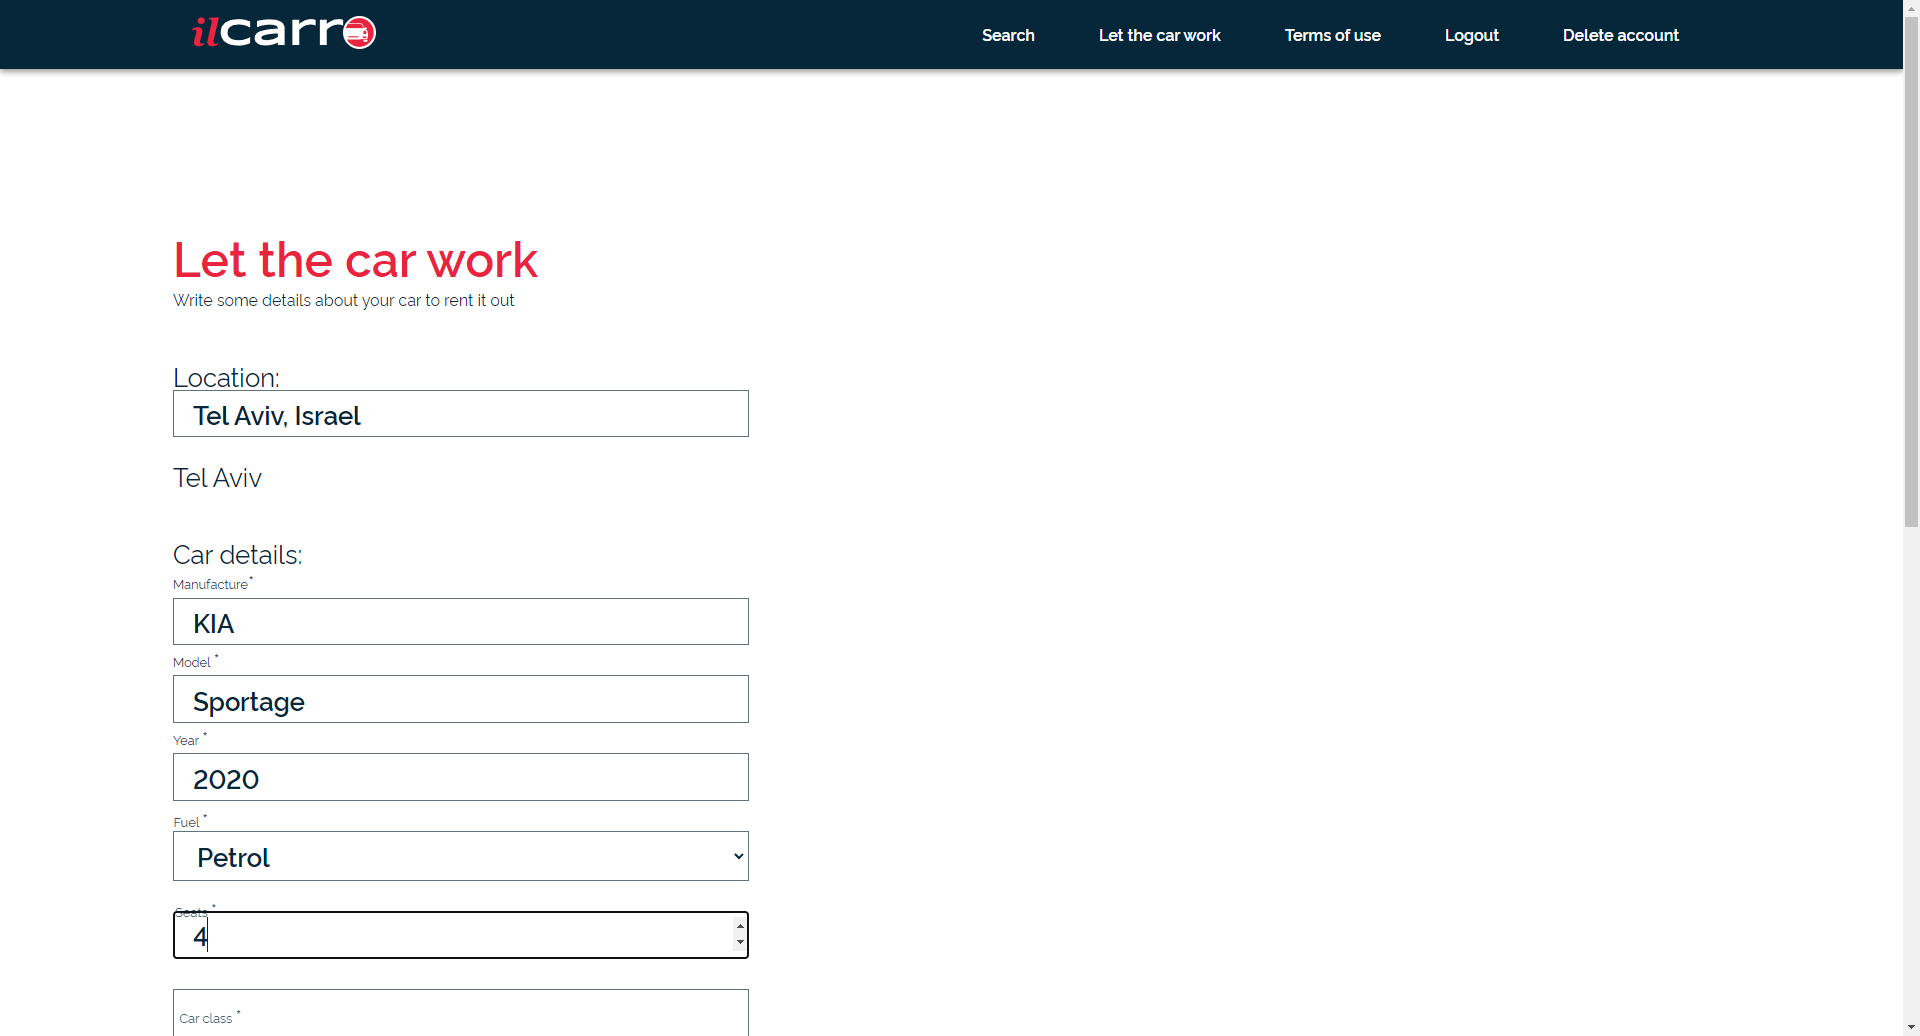 ilcarro
Search Let the car work Terms of use Logout Delete account
Let the car work
Write some details about your car to rent it out
Location:
Tel Aviv, Israel
Tel Aviv
Car details:
Manufacture*
KIA
Model *
Sportage
Year *
2020
Fuel *
Petrol
Seats *
4
Car class *